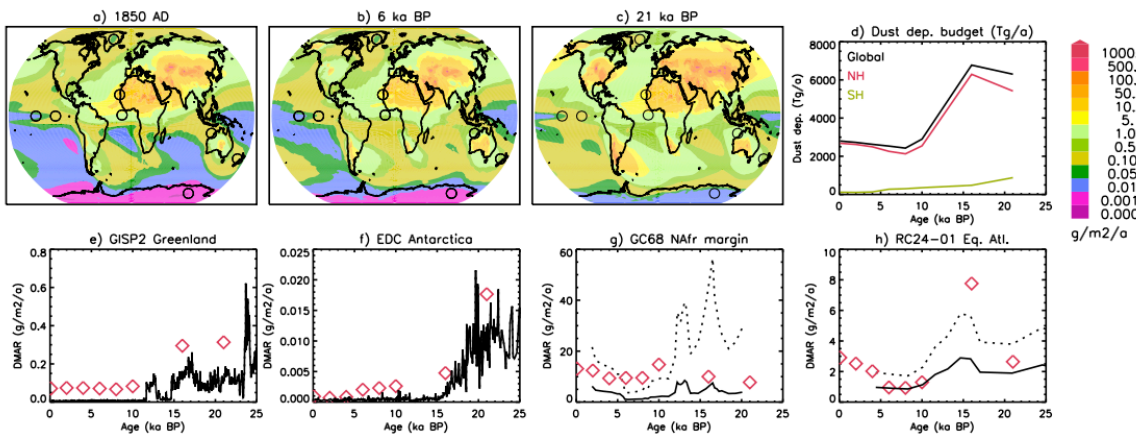 a) 1850 AD
b) 6 ka BP
c) 21 ka BP
d) Dust dep. budget (Tg/a)
8000
6000
4000
2000
0
Dust dep. (Tg/a)
Global
NH
SH
0 5 10 15 20 25
Age (ka BP)
1000.
500.
100.
50.
10.
5.
1.0
0.5
0.10
0.05
0.01
0.001
0.000
g/m2/a
e) GISP2 Greenland
0.8
0.6
0.4
0.2
0.0
DMAR (g/m2/a)
0 5 10 15 20 25
Age (ka BP)
f) EDC Antarctica
0.025
0.020
0.015
0.010
0.005
0.000
DMAR (g/m2/a)
0 5 10 15 20 25
Age (ka BP)
g) GC68 NAfr margin
60
40
20
0
DMAR (g/m2/a)
0 5 10 15 20 25
Age (ka BP)
h) RC24-01 Eq. Atl.
10
8
6
4
2
0
DMAR (g/m2/a)
0 5 10 15 20 25
Age (ka BP)